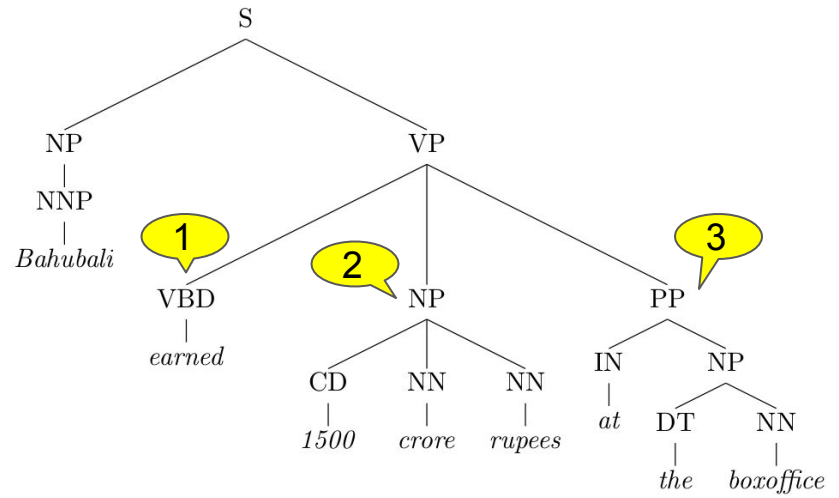 S
NP VP
NNP
Bahubali
1 2 3
VBD NP PP
earned
CD NN NN IN NP
1500 crore rupees at DT NN
the boxoffice